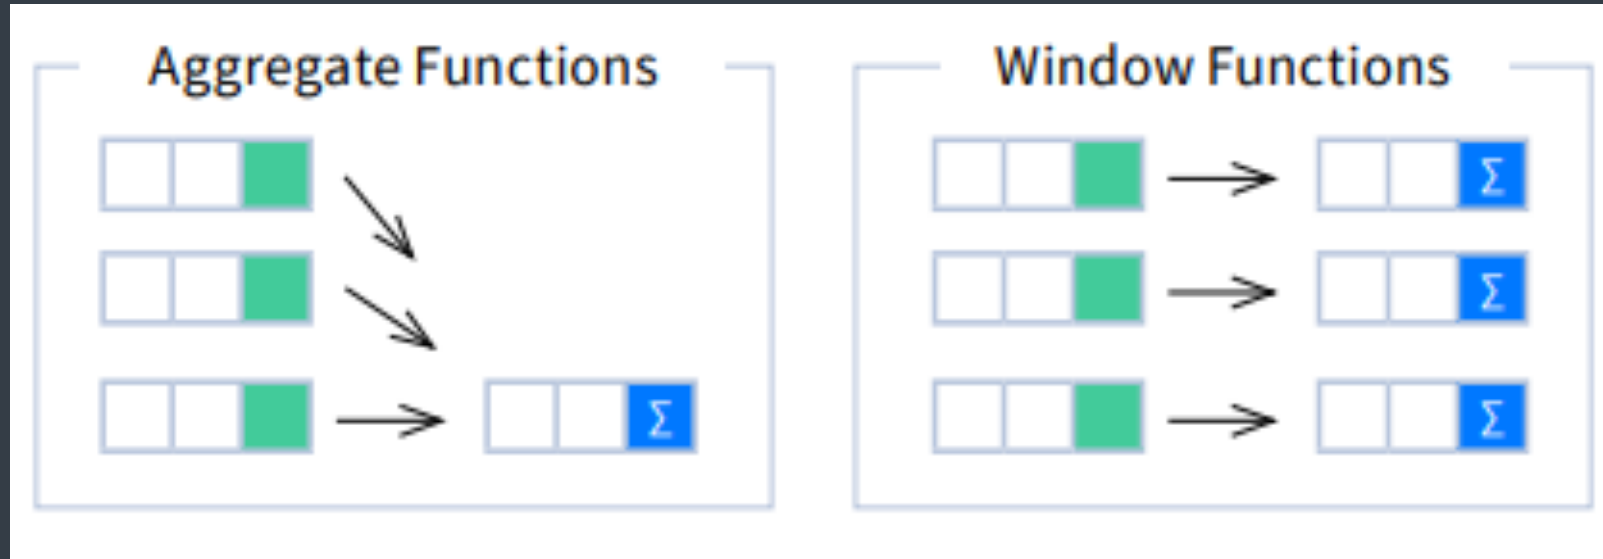 Aggregate Functions
Σ
Window Functions
Σ
Σ
Σ